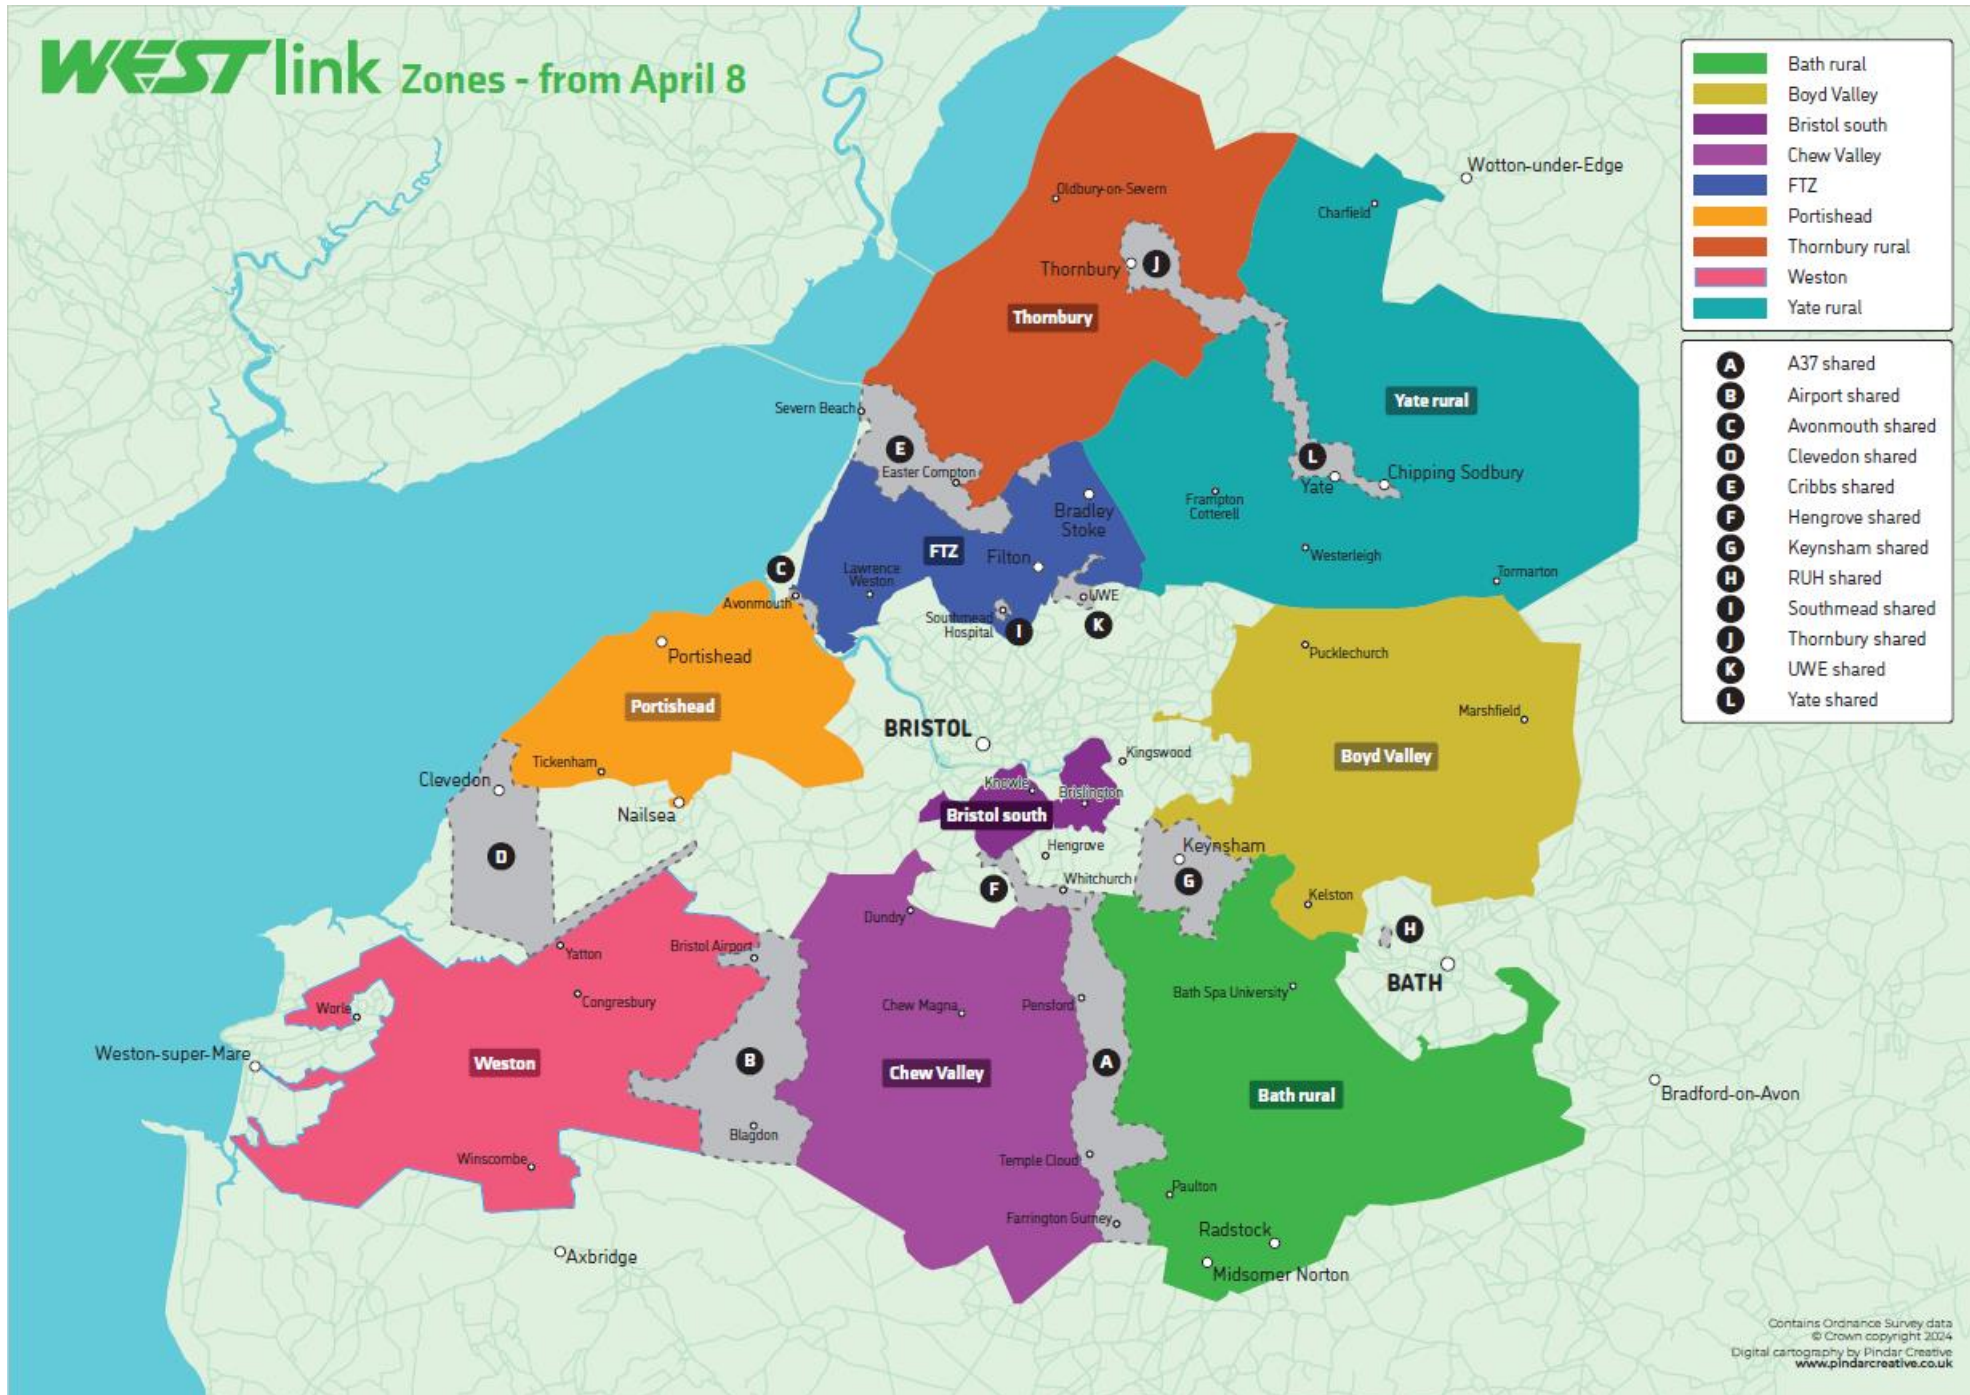 WEST link Zones - from April 8
Bath rural
Boyd Valley
Bristol south
Chew Valley
FTZ
Portishead
Thornbury rural
Weston
Yate rural
A A37 shared
B Airport shared
C Avonmouth shared
D Clevedon shared
E Cribbs shared
F Hengrove shared
G Keynsham shared
H RUH shared
I Southmead shared
J Thornbury shared
K UWE shared
L Yate shared
Wotton-under-Edge
Oldbury-on-Severn
Charfield
Thornbury
J
Thornbury
Yate rural
Severn Beach
E
Easter Compton
L
Yate
Chipping Sodbury
Frampton
Cotterell
Bradley
Stoke
FTZ
Filton
Westerleigh
Tormarton
C
Lawrence
Weston
Avonmouth
UWE
Southmead
Hospital
I
K
Portishead
Pucklechurch
Portishead
Marshfield
BRISTOL
Kingswood
Boyd Valley
Tickenham
Clevedon
Knowle
Brislington
Nailsea
Bristol south
Hengrove
Keynsham
D
F
Whitchurch
G
Kelston
Dundry
H
Yatton
Bristol Airport
BATH
Congresbury
Chew Magna
Pensford
Bath Spa University
Worle
Weston-super-Mare
Weston
B
Chew Valley
A
Bath rural
Bradford-on-Avon
Blagdon
Winscombe
Temple Cloud
Paulton
Farrington Gurney
Radstock
Axbridge
Midsomer Norton
Contains Ordnance Survey data
© Crown copyright 2024
Digital cartography by Pindar Creative
www.pindarcreative.co.uk